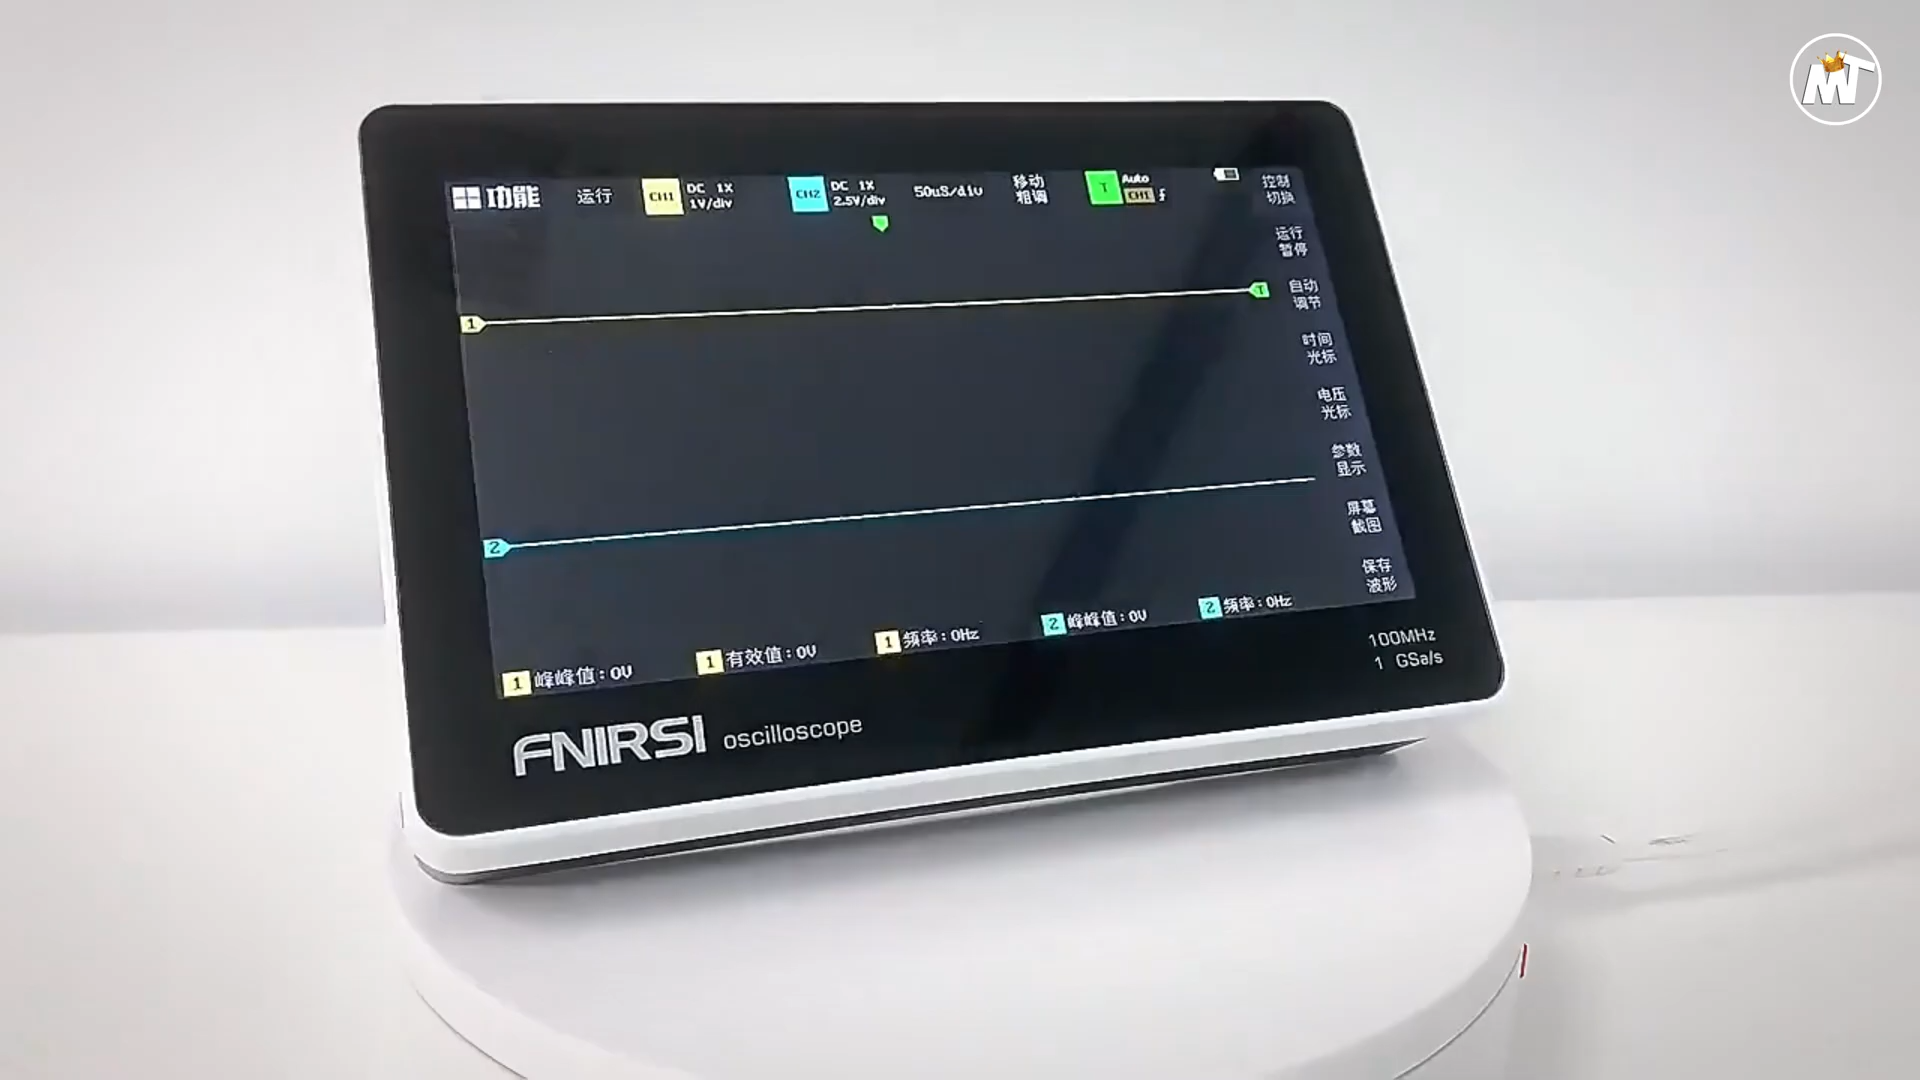 MT
功能
运行
CH1
DC 1X
1V/div
CH2
DC 1X
2.5V/div
50uS/div
移动
粗调
T
Auto
CH1
控制
切换
运行
暂停
自动
调节
时间
光标
电压
光标
参数
显示
屏幕
截图
保存
波形
1
T
2
1 峰峰值:0V
1 有效值:0V
1 频率:0Hz
2 峰峰值:0V
2 频率:0Hz
100MHz
1 GSa/s
FNIRSI oscilloscope